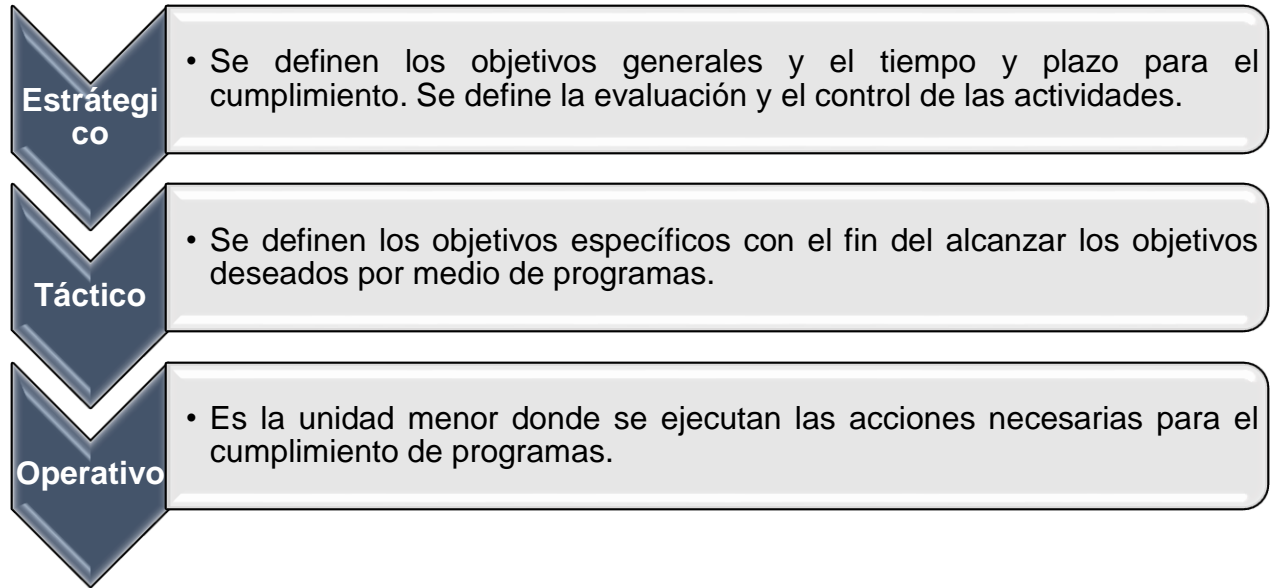 Estrátegi
co
• Se definen los objetivos generales y el tiempo y plazo para el
cumplimiento. Se define la evaluación y el control de las actividades.
Táctico
• Se definen los objetivos específicos con el fin del alcanzar los objetivos
deseados por medio de programas.
Operativo
• Es la unidad menor donde se ejecutan las acciones necesarias para el
cumplimiento de programas.